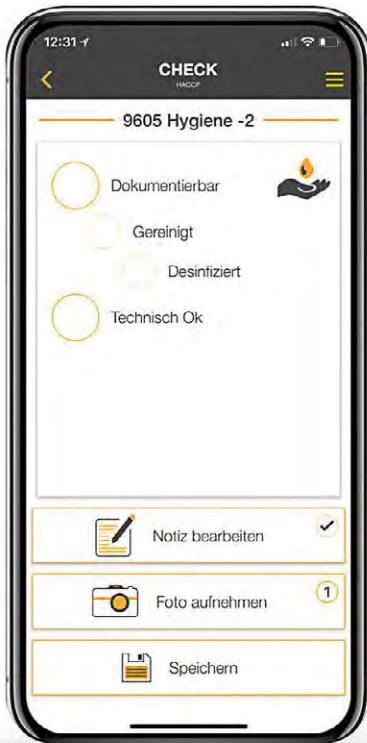 12:31
CHECK
HACCP
9605 Hygiene -2
Dokumentierbar
Gereinigt
Desinfiziert
Technisch Ok
Notiz bearbeiten
Foto aufnehmen
1
Speichern